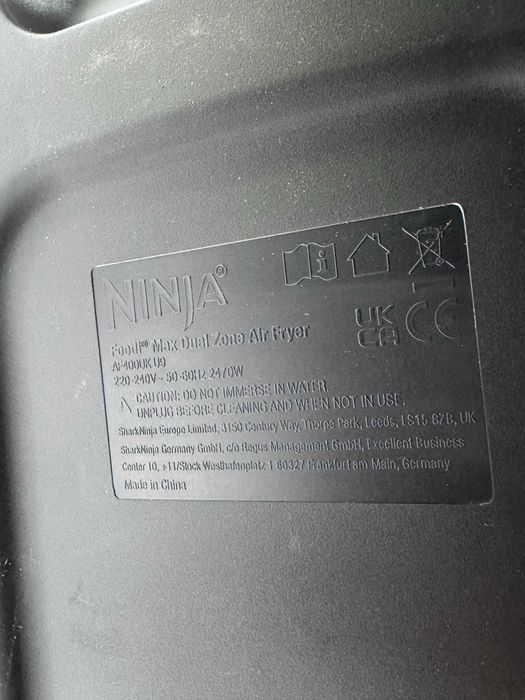 NINJA®
Foodi® Max Dual Zone Air Fryer
AF400UK U9
220-240V~ 50-60Hz 2470W
CAUTION: DO NOT IMMERSE IN WATER.
UNPLUG BEFORE CLEANING AND WHEN NOT IN USE.
SharkNinja Europe Limited, 3150 Century Way, Thorpe Park, Leeds, LS15 8ZB, UK
SharkNinja Germany GmbH, c/o Regus Management GmbH, Excellent Business
Center 10, +11/Stock Westhafenplatz 1 60327 Frankfurt am Main, Germany
Made in China
UK
CA CE